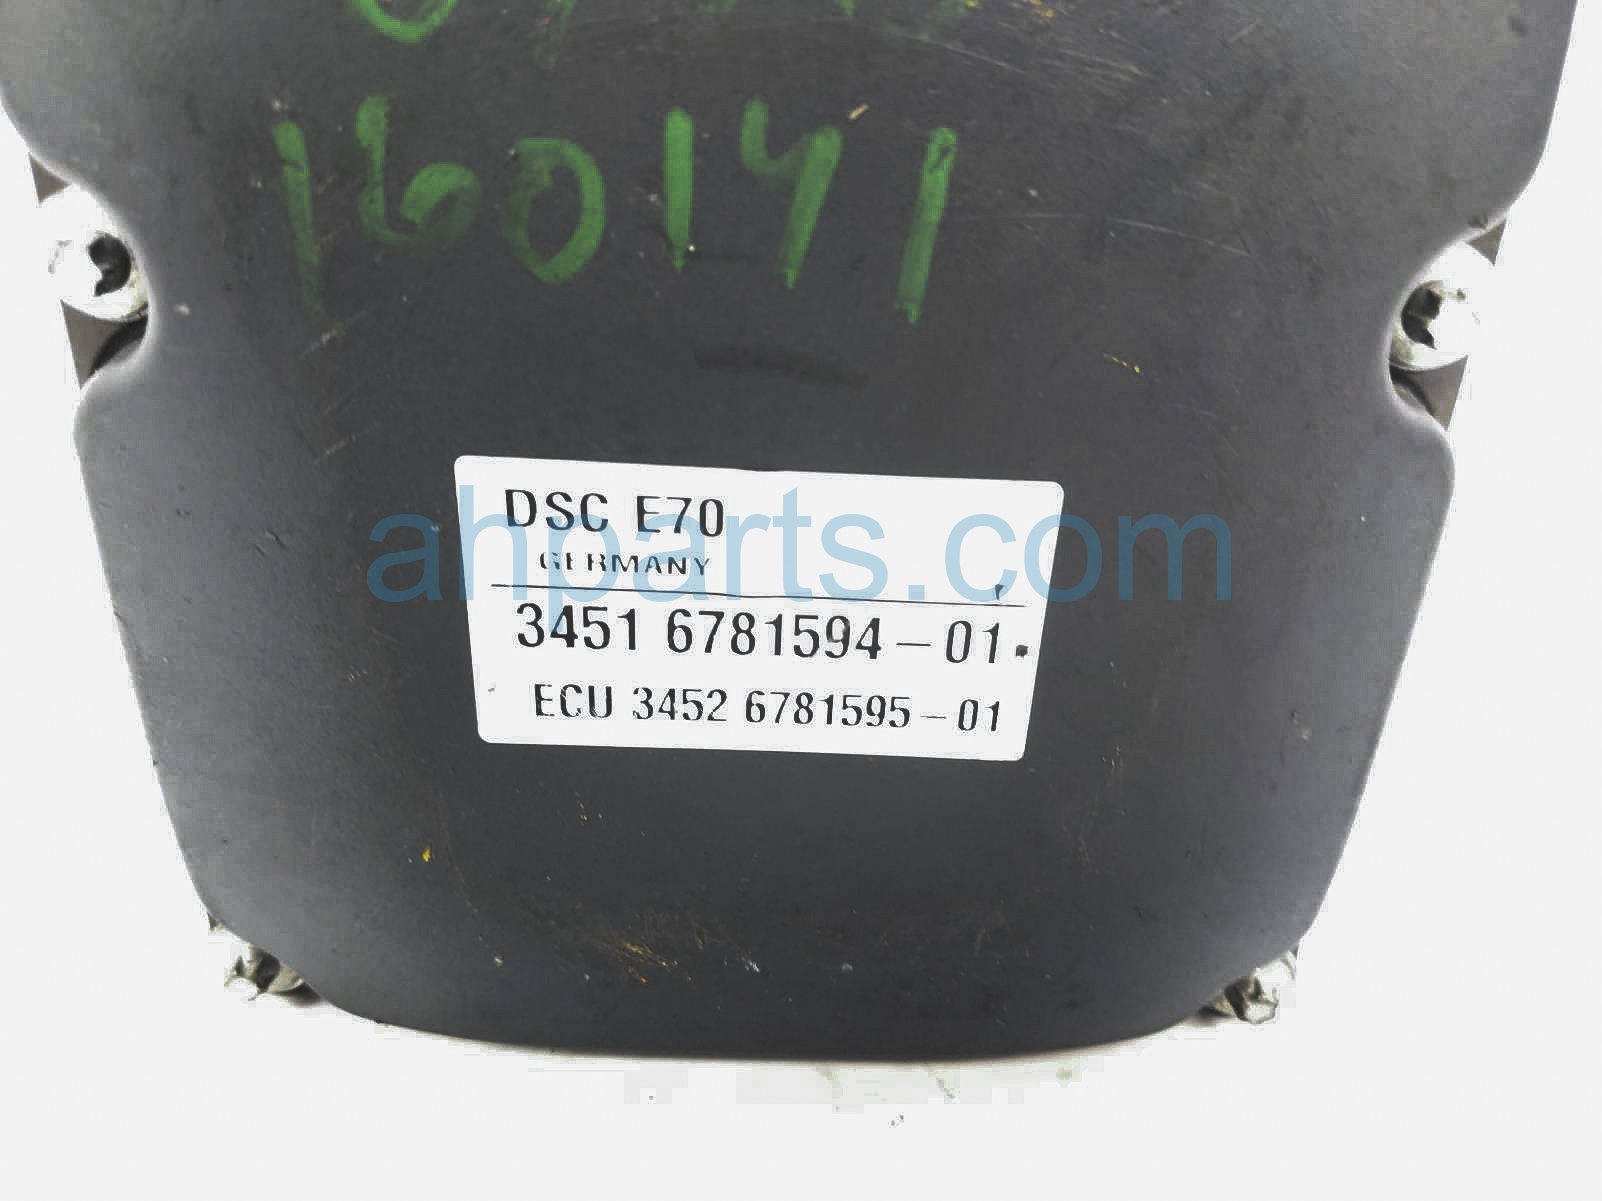 160141
DSC E70
GERMANY
3451 6781594-01
ECU 3452 6781595-01
ahparts.com